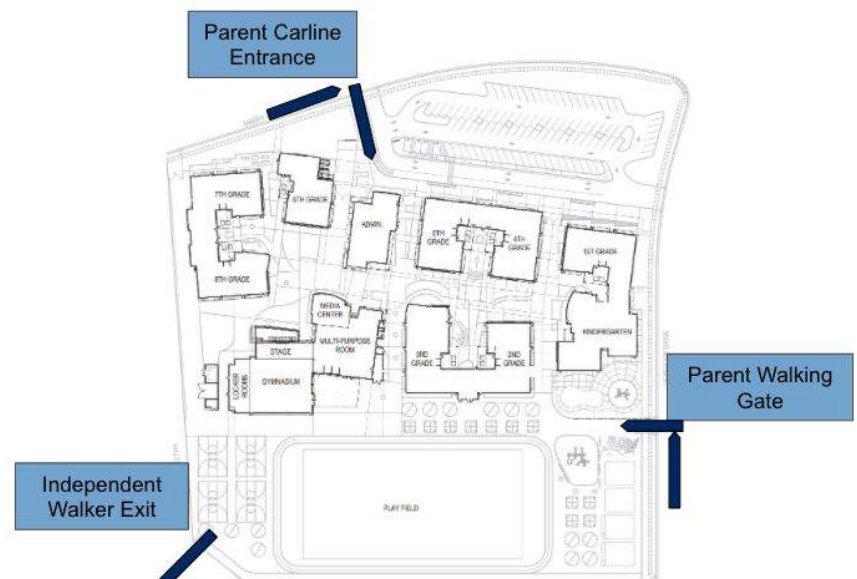 Parent Carline
Entrance
7TH GRADE
6TH GRADE
ADMIN.
5TH
GRADE
4TH
GRADE
1ST GRADE
8TH GRADE
MEDIA
CENTER
MULTI-PURPOSE
ROOM
STAGE
LOCKER
ROOMS
GYMNASIUM
3RD
GRADE
2ND
GRADE
KINDERGARTEN
Parent Walking
Gate
Independent
Walker Exit
PLAY FIELD